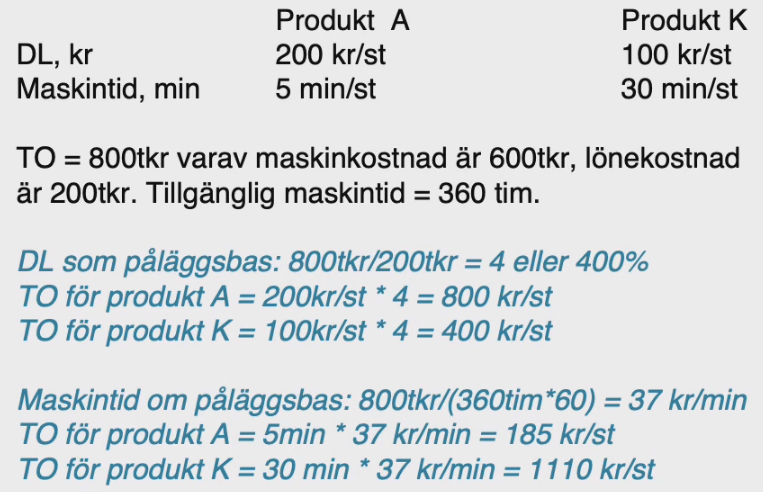 Produkt A Produkt K
DL, kr 200 kr/st 100 kr/st
Maskintid, min 5 min/st 30 min/st
TO = 800tkr varav maskinkostnad är 600tkr, lönekostnad
är 200tkr. Tillgänglig maskintid = 360 tim.
DL som påläggsbas: 800tkr/200tkr = 4 eller 400%
TO för produkt A = 200kr/st * 4 = 800 kr/st
TO för produkt K = 100kr/st * 4 = 400 kr/st
Maskintid om påläggsbas: 800tkr/(360tim*60) = 37 kr/min
TO för produkt A = 5min * 37 kr/min = 185 kr/st
TO för produkt K = 30 min * 37 kr/min = 1110 kr/st